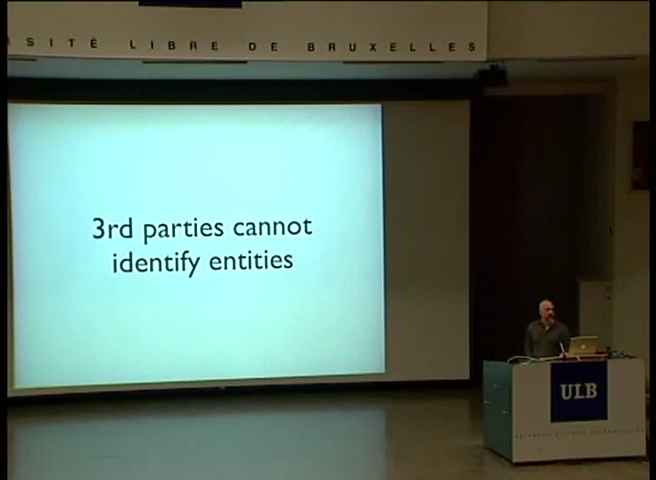 SITÉ LIBRE DE BRUXELLES
3rd parties cannot
identify entities
ULB